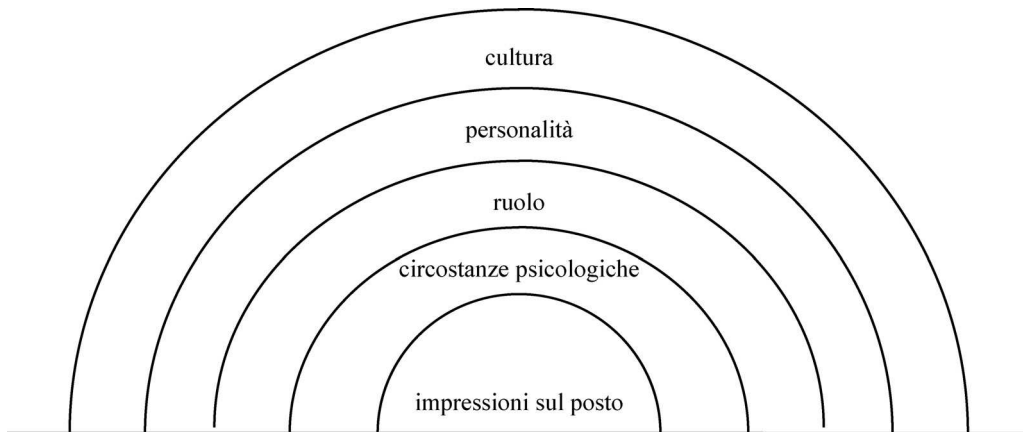 cultura
personalità
ruolo
circostanze psicologiche
impressioni sul posto